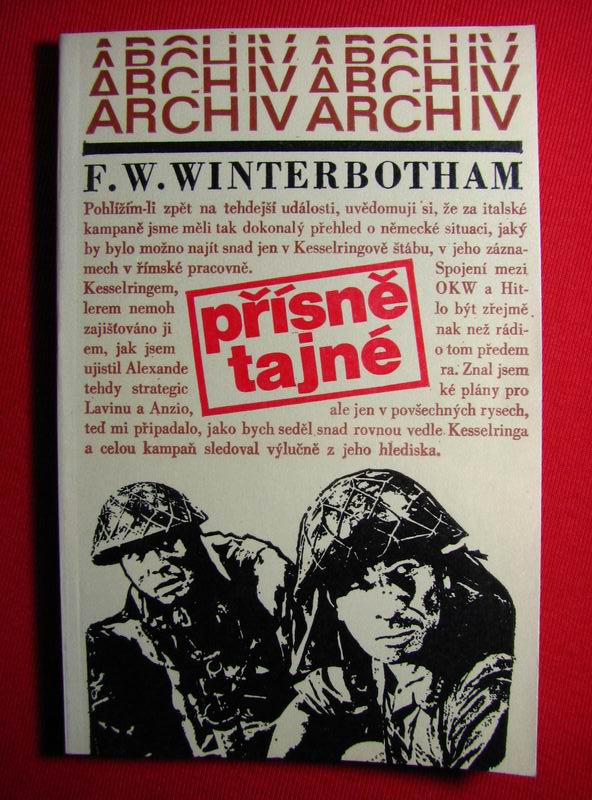 ARCHIV ARCHIV
ARCHIV ARCHIV
ARCHIV ARCHIV
F. W. WINTERBOTHAM
Pohlížím-li zpět na tehdejší události, uvědomuji si, že za italské
kampaně jsme měli tak dokonalý přehled o německé situaci, jaký
by bylo možno najít snad jen v Kesselringově štábu, v jeho zázna-
mech v římské pracovně. Spojení mezi
Kesselringem, OKW a Hit-
lerem nemoh lo být zřejmě
zajišťováno ji nak než rádi-
em, jak jsem o tom předem
ujistil Alexande ra. Znal jsem
tehdy strategic ké plány pro
Lavinu a Anzio, ale jen v povšechných rysech,
teď mi připadalo, jako bych seděl snad rovnou vedle Kesselringa
a celou kampaň sledoval výlučně z jeho hlediska.
přísně
tajné